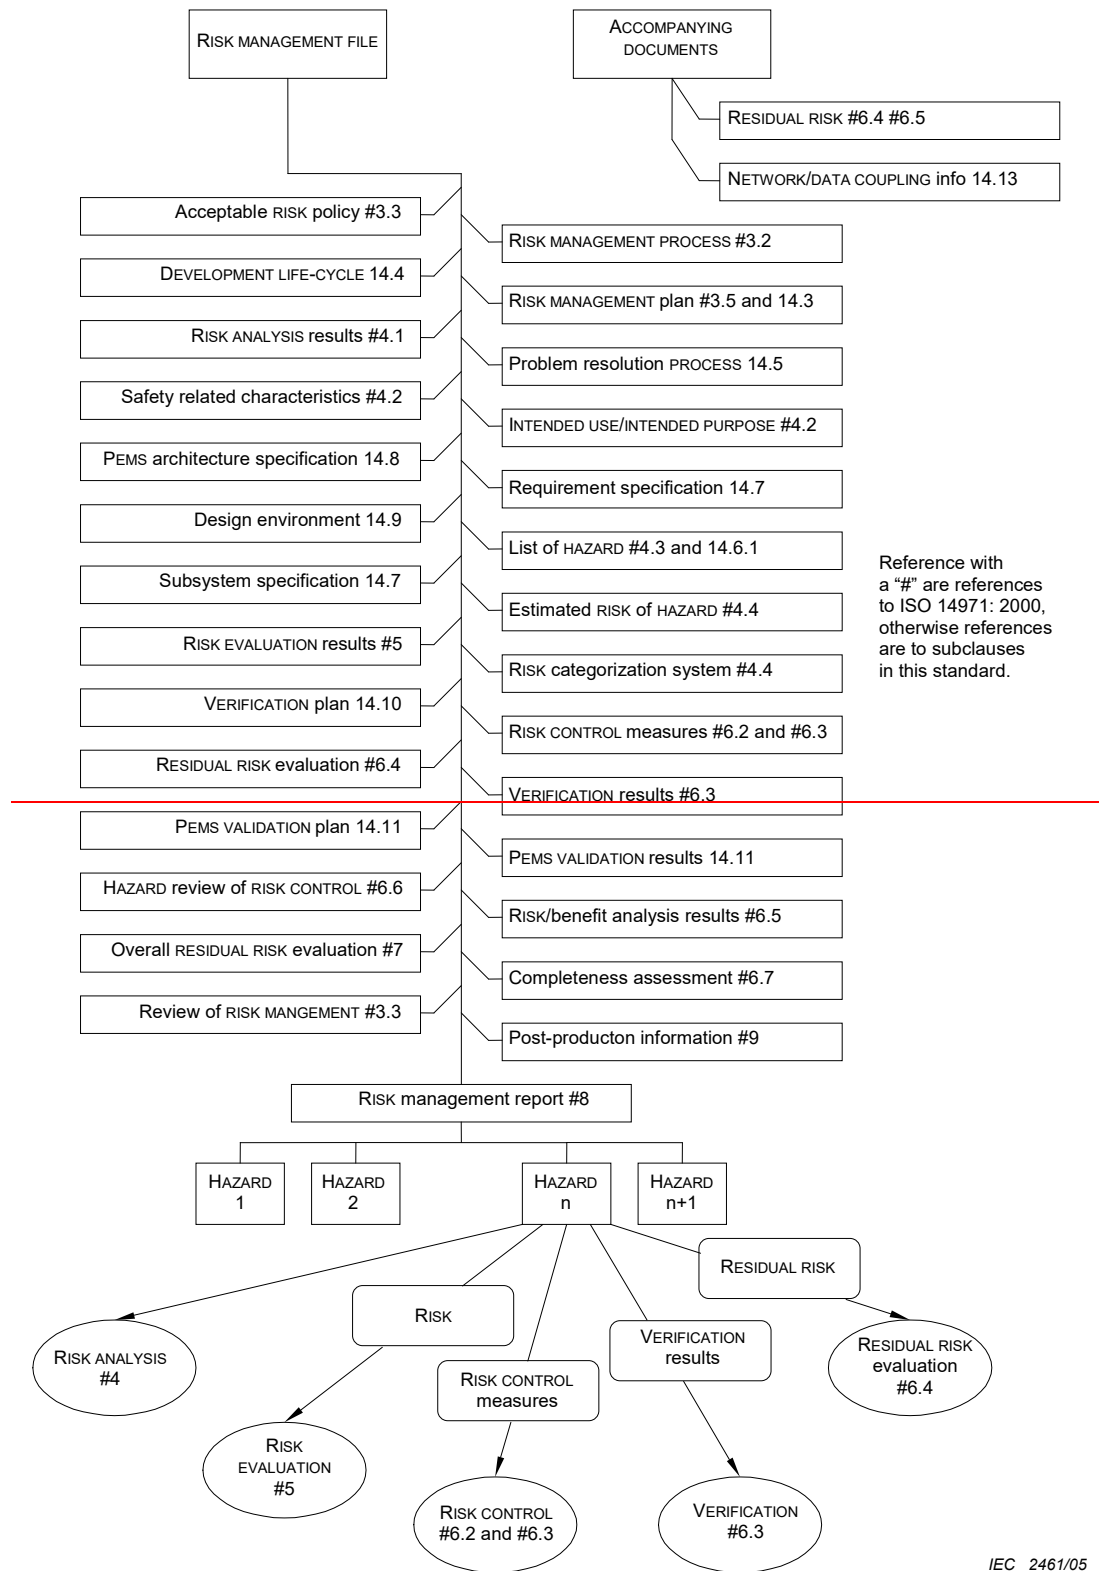 RISK MANAGEMENT FILE
ACCOMPANYING
DOCUMENTS
RESIDUAL RISK #6.4 #6.5
NETWORK/DATA COUPLING info 14.13
Acceptable RISK policy #3.3
RISK MANAGEMENT PROCESS #3.2
DEVELOPMENT LIFE-CYCLE 14.4
RISK MANAGEMENT plan #3.5 and 14.3
RISK ANALYSIS results #4.1
Problem resolution PROCESS 14.5
Safety related characteristics #4.2
INTENDED USE/INTENDED PURPOSE #4.2
PEMS architecture specification 14.8
Requirement specification 14.7
Design environment 14.9
List of HAZARD #4.3 and 14.6.1
Subsystem specification 14.7
Estimated RISK of HAZARD #4.4
RISK EVALUATION results #5
RISK categorization system #4.4
VERIFICATION plan 14.10
RISK CONTROL measures #6.2 and #6.3
RESIDUAL RISK evaluation #6.4
VERIFICATION results #6.3
PEMS VALIDATION plan 14.11
PEMS VALIDATION results 14.11
HAZARD review of RISK CONTROL #6.6
RISK/benefit analysis results #6.5
Overall RESIDUAL RISK evaluation #7
Completeness assessment #6.7
Review of RISK MANGEMENT #3.3
Post-producton information #9
Reference with
a “#” are references
to ISO 14971: 2000,
otherwise references
are to subclauses
in this standard.
RISK management report #8
HAZARD
1
HAZARD
2
HAZARD
n
HAZARD
n+1
RESIDUAL RISK
RISK
VERIFICATION
results
RISK CONTROL
measures
RISK ANALYSIS
#4
RESIDUAL RISK
evaluation
#6.4
RISK
EVALUATION
#5
RISK CONTROL
#6.2 and #6.3
VERIFICATION
#6.3
IEC 2461/05